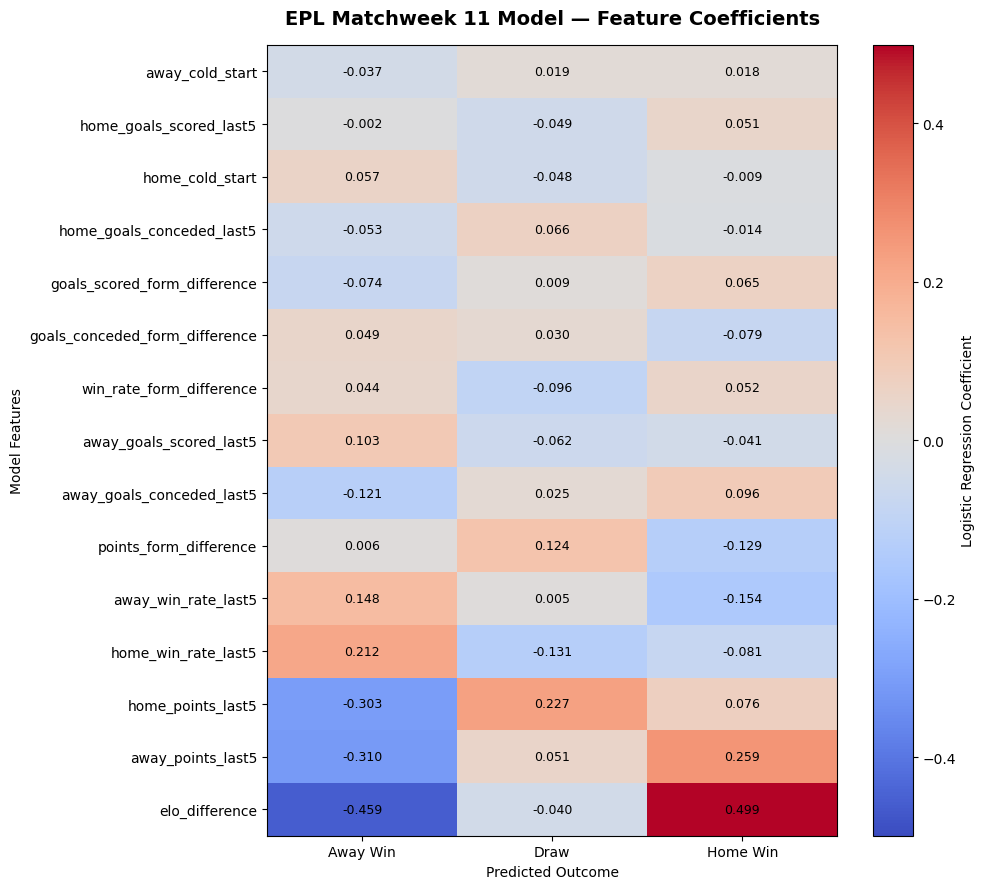 EPL Matchweek 11 Model — Feature Coefficients
away_cold_start -0.037 0.019 0.018
home_goals_scored_last5 -0.002 -0.049 0.051
home_cold_start 0.057 -0.048 -0.009
home_goals_conceded_last5 -0.053 0.066 -0.014
goals_scored_form_difference -0.074 0.009 0.065
goals_conceded_form_difference 0.049 0.030 -0.079
win_rate_form_difference 0.044 -0.096 0.052
away_goals_scored_last5 0.103 -0.062 -0.041
away_goals_conceded_last5 -0.121 0.025 0.096
points_form_difference 0.006 0.124 -0.129
away_win_rate_last5 0.148 0.005 -0.154
home_win_rate_last5 0.212 -0.131 -0.081
home_points_last5 -0.303 0.227 0.076
away_points_last5 -0.310 0.051 0.259
elo_difference -0.459 -0.040 0.499
Away Win Draw Home Win
Predicted Outcome
Model Features
0.4
0.2
0.0
−0.2
−0.4
Logistic Regression Coefficient